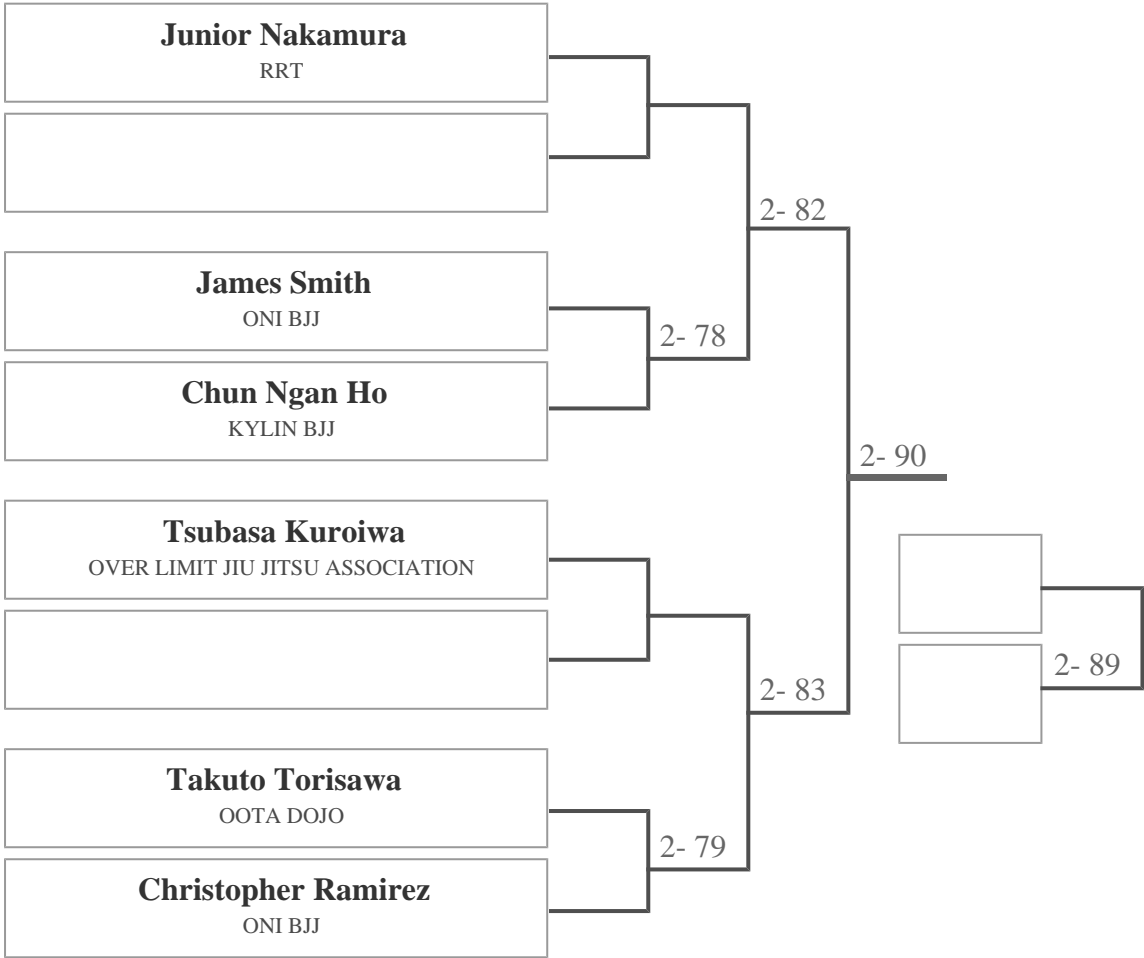 Junior Nakamura
RRT
2- 82
James Smith
ONI BJJ
2- 78
Chun Ngan Ho
KYLIN BJJ
2- 90
Tsubasa Kuroiwa
OVER LIMIT JIU JITSU ASSOCIATION
2- 89
2- 83
Takuto Torisawa
OOTA DOJO
2- 79
Christopher Ramirez
ONI BJJ